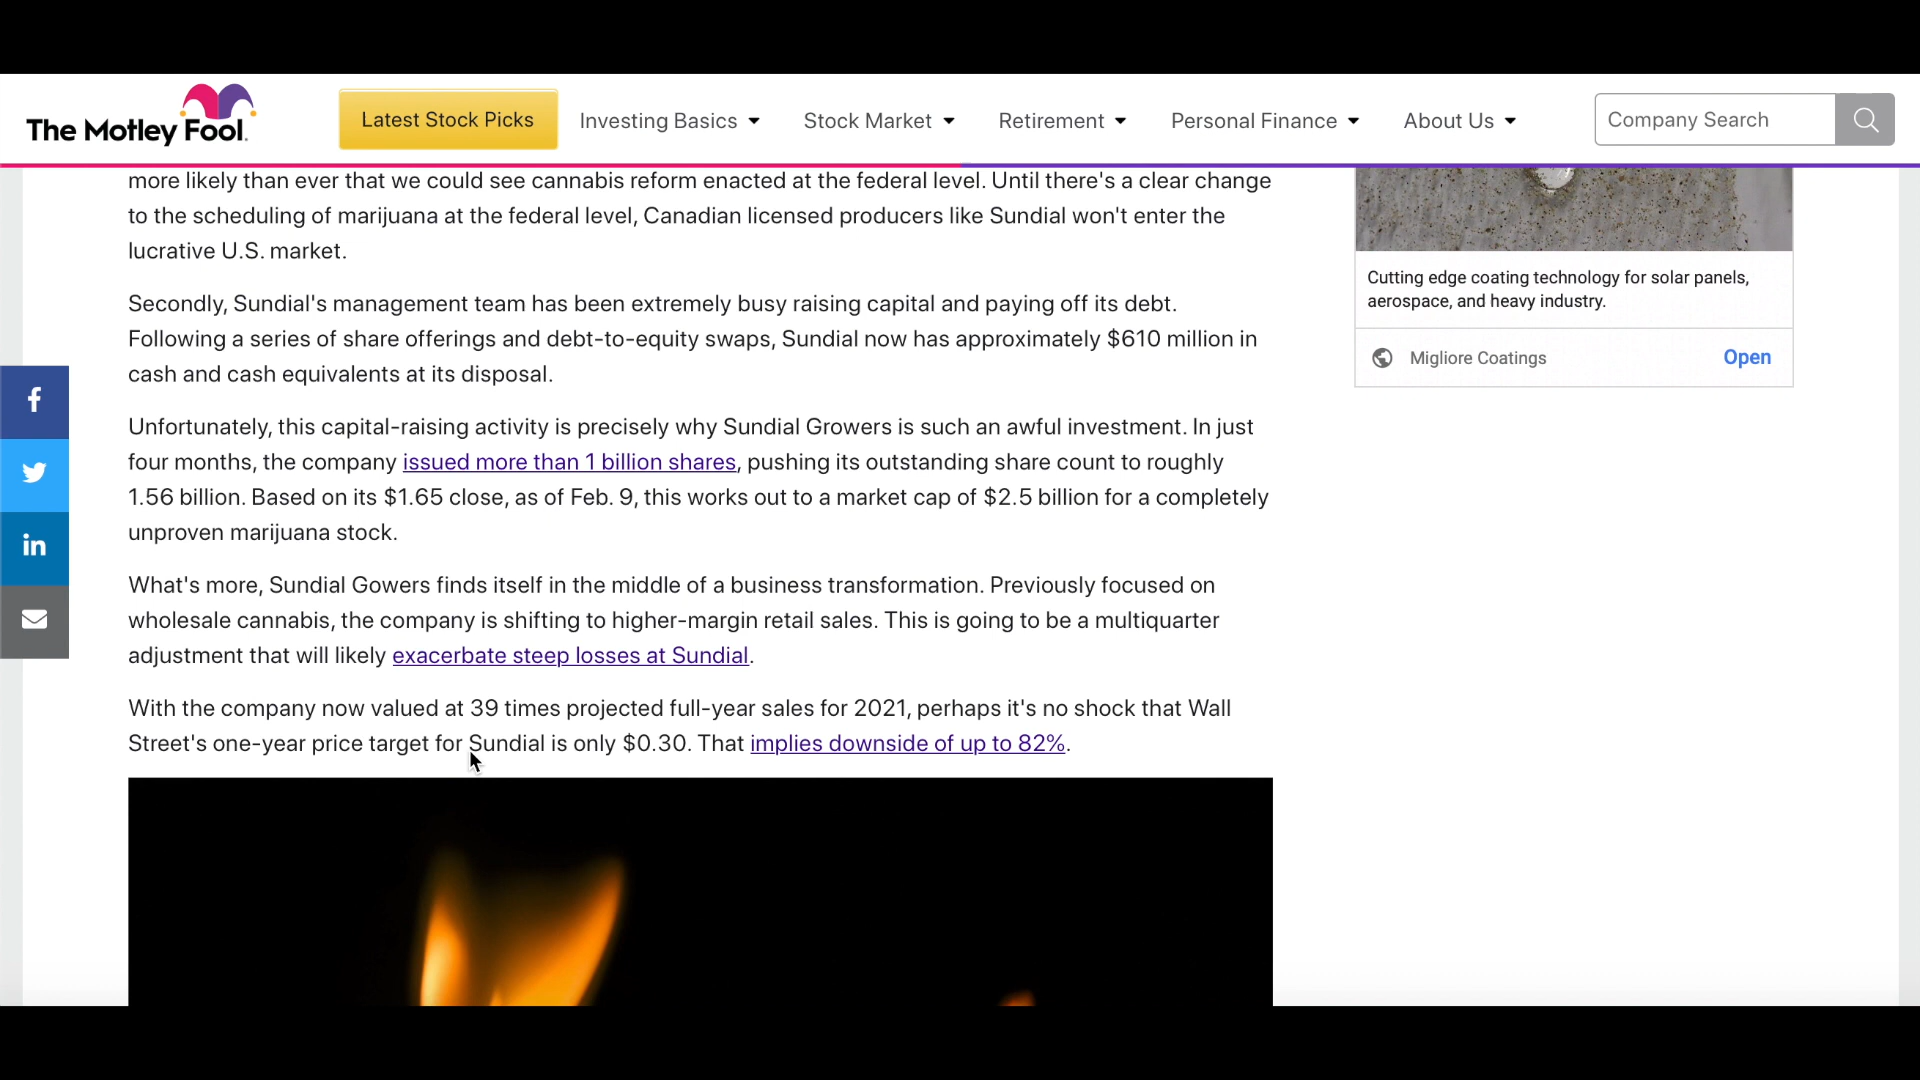 The Motley Fool.
Latest Stock Picks
Investing Basics
Stock Market
Retirement
Personal Finance
About Us
Company Search
more likely than ever that we could see cannabis reform enacted at the federal level. Until there's a clear change
to the scheduling of marijuana at the federal level, Canadian licensed producers like Sundial won't enter the
lucrative U.S. market.
Secondly, Sundial's management team has been extremely busy raising capital and paying off its debt.
Following a series of share offerings and debt-to-equity swaps, Sundial now has approximately $610 million in
cash and cash equivalents at its disposal.
Unfortunately, this capital-raising activity is precisely why Sundial Growers is such an awful investment. In just
four months, the company issued more than 1 billion shares, pushing its outstanding share count to roughly
1.56 billion. Based on its $1.65 close, as of Feb. 9, this works out to a market cap of $2.5 billion for a completely
unproven marijuana stock.
What's more, Sundial Gowers finds itself in the middle of a business transformation. Previously focused on
wholesale cannabis, the company is shifting to higher-margin retail sales. This is going to be a multiquarter
adjustment that will likely exacerbate steep losses at Sundial.
With the company now valued at 39 times projected full-year sales for 2021, perhaps it's no shock that Wall
Street's one-year price target for Sundial is only $0.30. That implies downside of up to 82%.
Cutting edge coating technology for solar panels,
aerospace, and heavy industry.
Migliore Coatings
Open
f
in